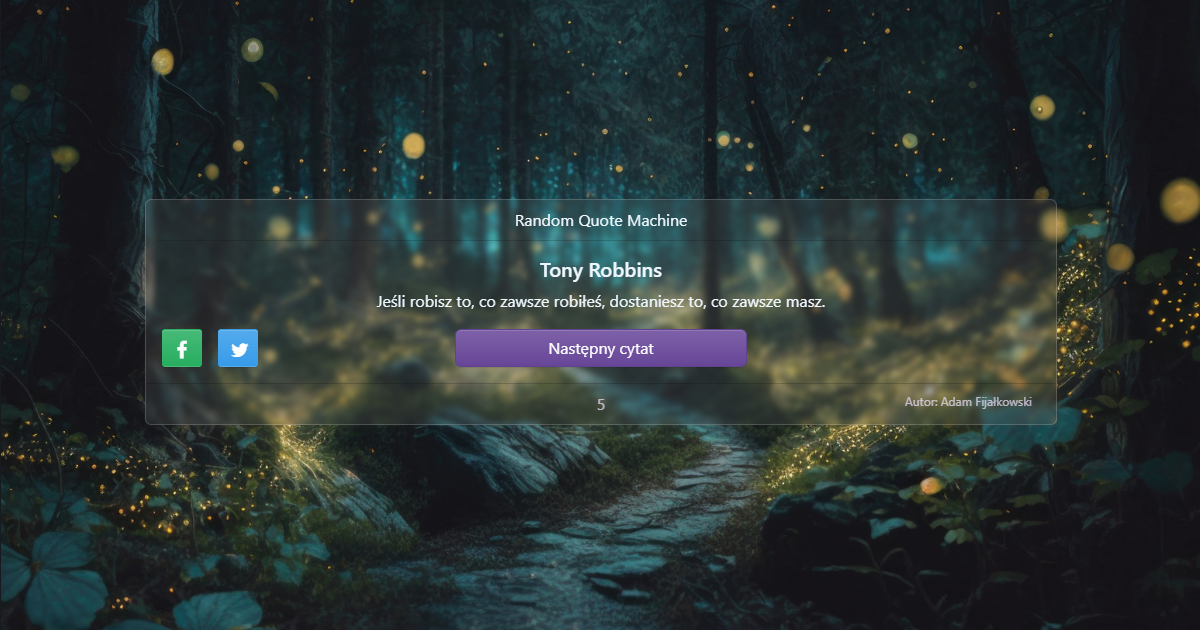 Random Quote Machine
Tony Robbins
Jeśli robisz to, co zawsze robiłeś, dostaniesz to, co zawsze masz.
Następny cytat
5
Autor: Adam Fijałkowski